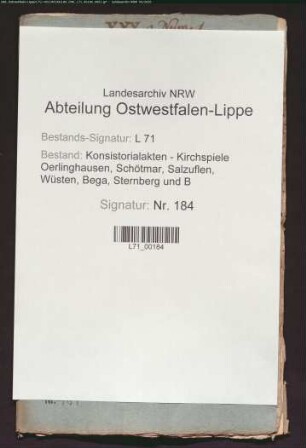 Landesarchiv NRW
Abteilung Ostwestfalen-Lippe
Bestands-Signatur: L 71
Bestand: Konsistorialakten - Kirchspiele
Oerlinghausen, Schötmar, Salzuflen,
Wüsten, Bega, Sternberg und B
Signatur: Nr. 184
L71_00184